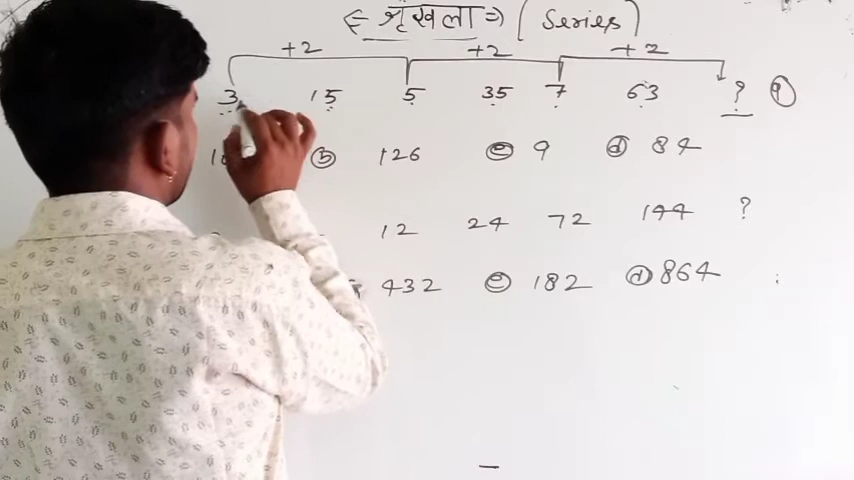 ⇐ शृंखला ⇒ ( Series )
+2 +2 +2
3 15 5 35 7 63 ? (9)
(b) 126 (c) 9 (d) 84
12 24 72 144 ?
432 (c) 182 (d) 864